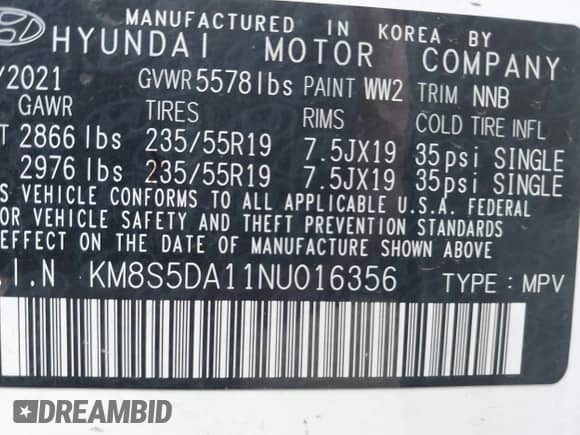 MANUFACTURED IN KOREA BY
HYUNDAI MOTOR COMPANY
/2021 GVWR 5578lbs PAINT WW2 TRIM NNB
GAWR TIRES RIMS COLD TIRE INFL
T 2866 lbs 235/55R19 7.5JX19 35psi SINGLE
2976 lbs 235/55R19 7.5JX19 35psi SINGLE
S VEHICLE CONFORMS TO ALL APPLICABLE U.S.A. FEDERAL
OR VEHICLE SAFETY AND THEFT PREVENTION STANDARDS
EFFECT ON THE DATE OF MANUFACTURE SHOWN ABOVE.
.I.N KM8S5DA11NU016356 TYPE: MPV
DREAMBID